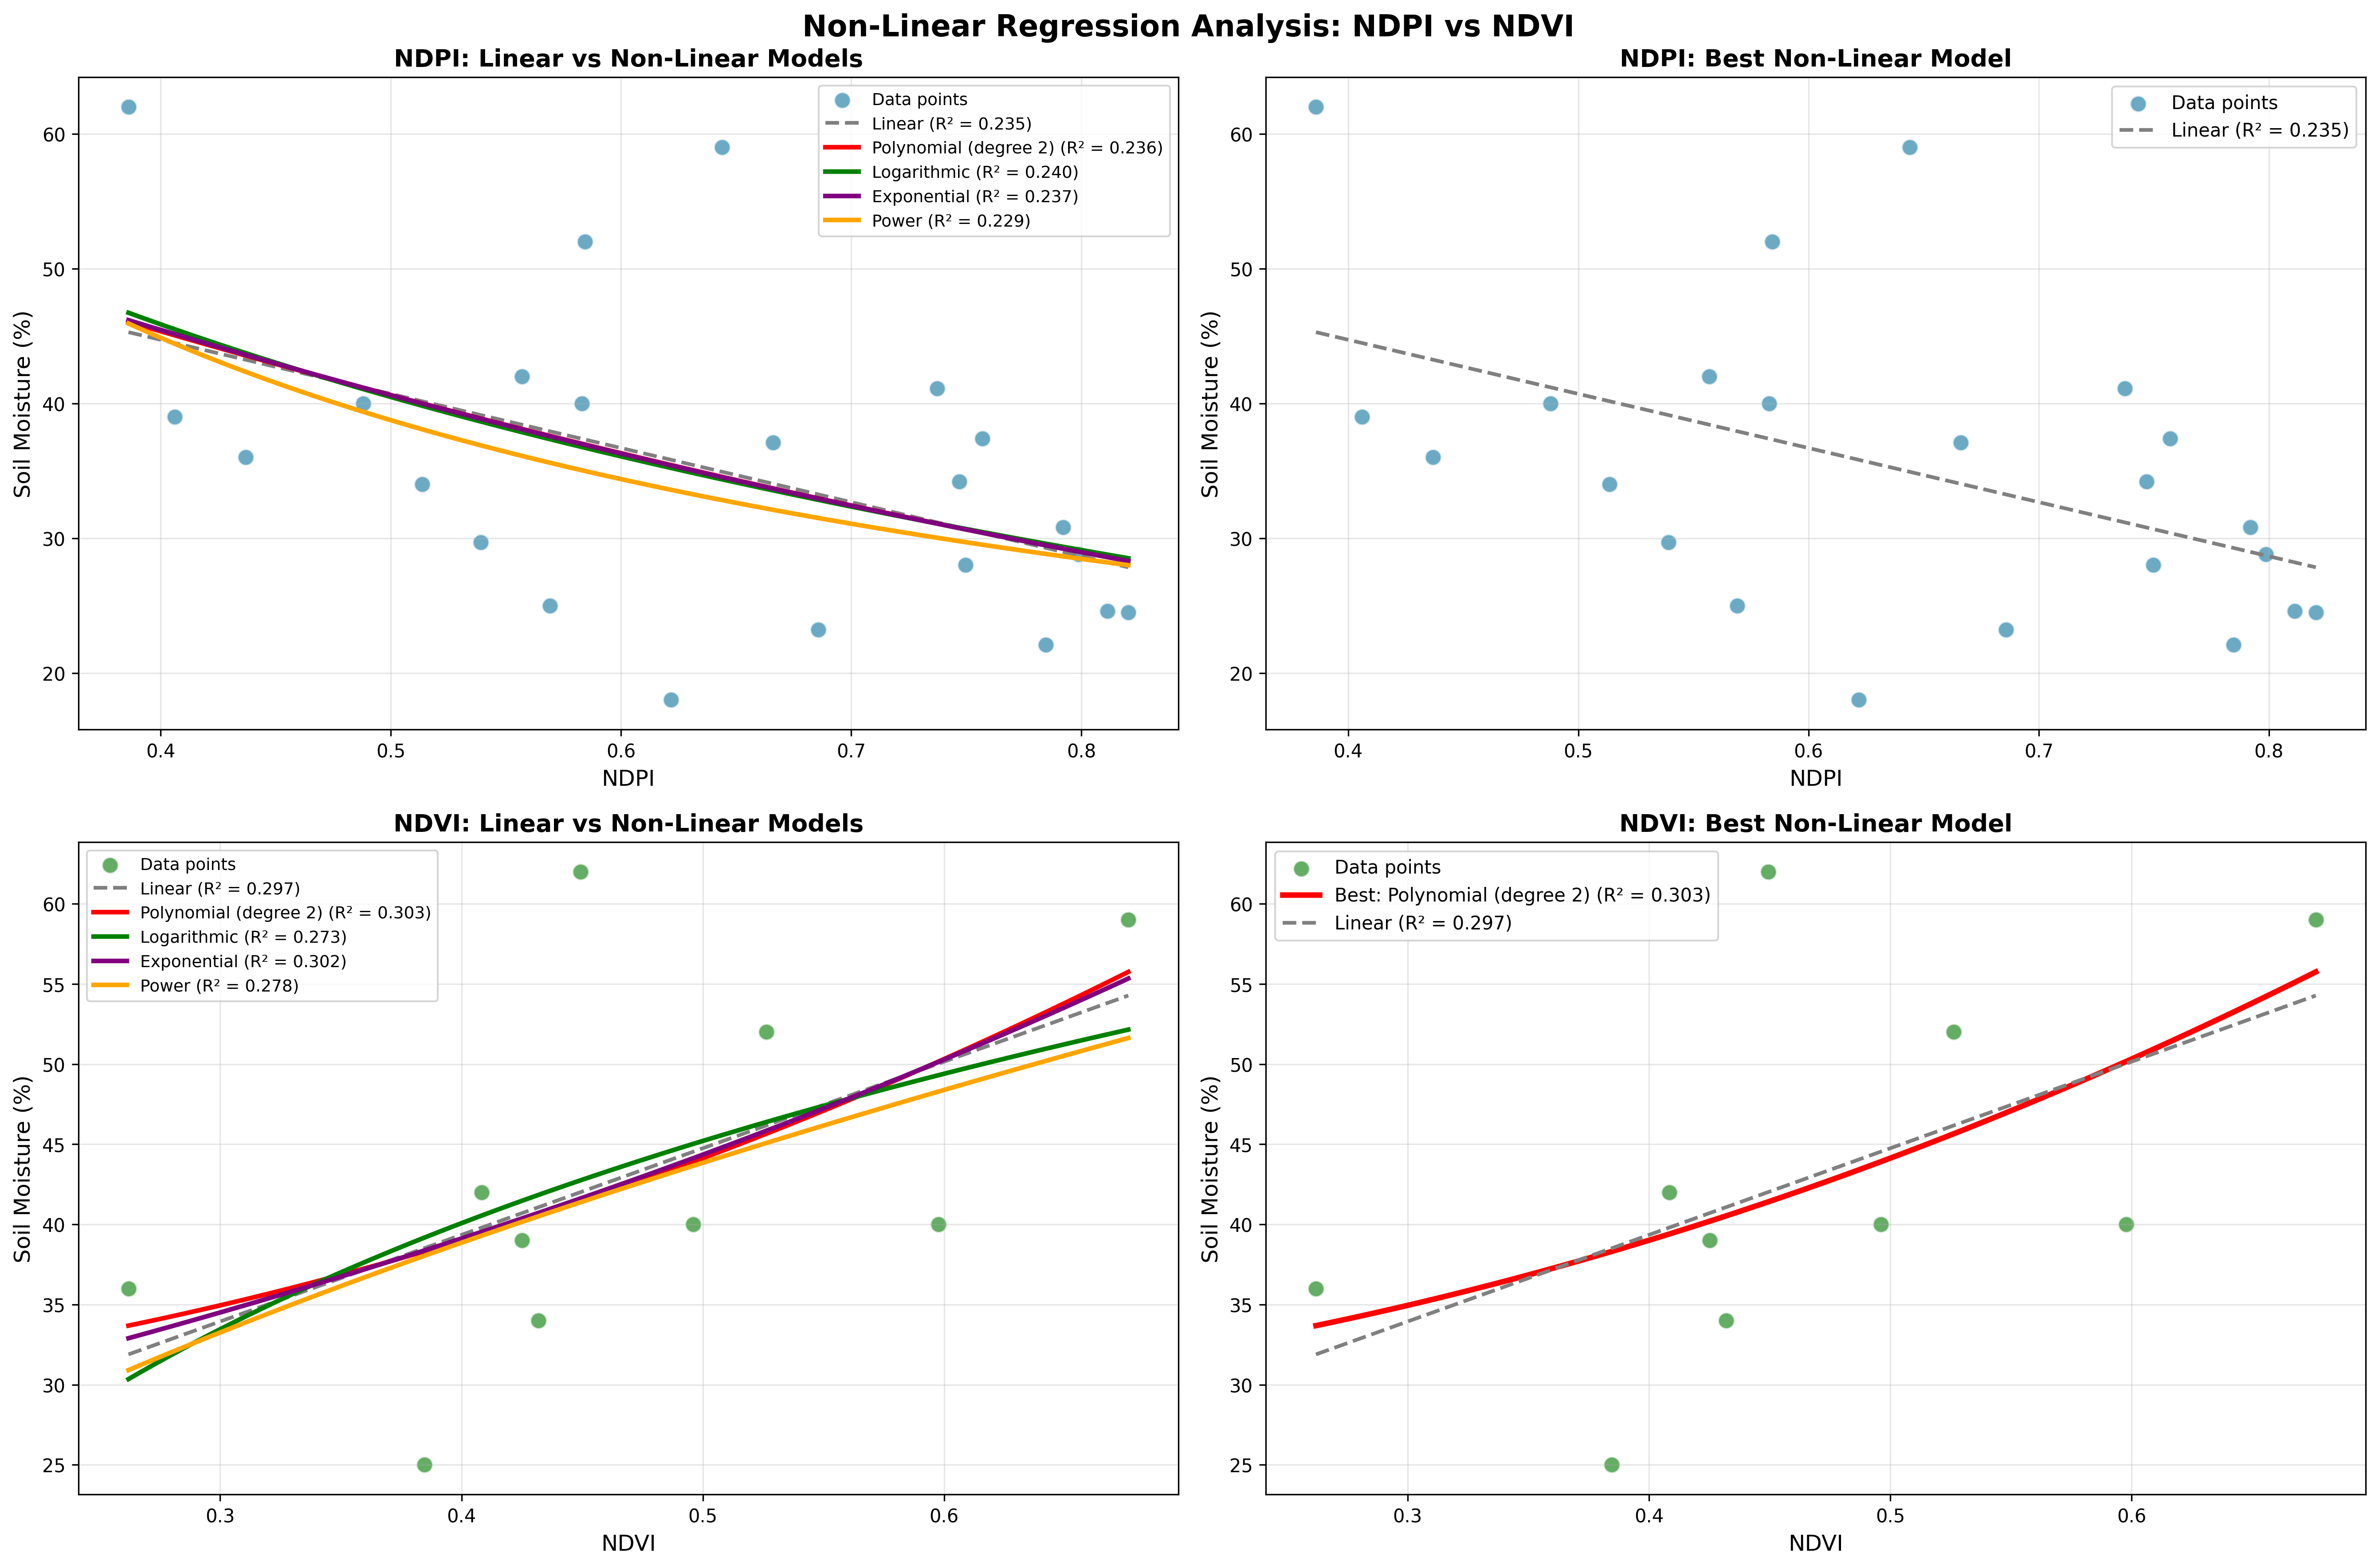 Non-Linear Regression Analysis: NDPI vs NDVI
NDPI: Linear vs Non-Linear Models
Data points
Linear (R² = 0.235)
Polynomial (degree 2) (R² = 0.236)
Logarithmic (R² = 0.240)
Exponential (R² = 0.237)
Power (R² = 0.229)
Soil Moisture (%)
60
50
40
30
20
0.4 0.5 0.6 0.7 0.8
NDPI
NDPI: Best Non-Linear Model
Data points
Linear (R² = 0.235)
Soil Moisture (%)
60
50
40
30
20
0.4 0.5 0.6 0.7 0.8
NDPI
NDVI: Linear vs Non-Linear Models
Data points
Linear (R² = 0.297)
Polynomial (degree 2) (R² = 0.303)
Logarithmic (R² = 0.273)
Exponential (R² = 0.302)
Power (R² = 0.278)
Soil Moisture (%)
60
55
50
45
40
35
30
25
0.3 0.4 0.5 0.6
NDVI
NDVI: Best Non-Linear Model
Data points
Best: Polynomial (degree 2) (R² = 0.303)
Linear (R² = 0.297)
Soil Moisture (%)
60
55
50
45
40
35
30
25
0.3 0.4 0.5 0.6
NDVI